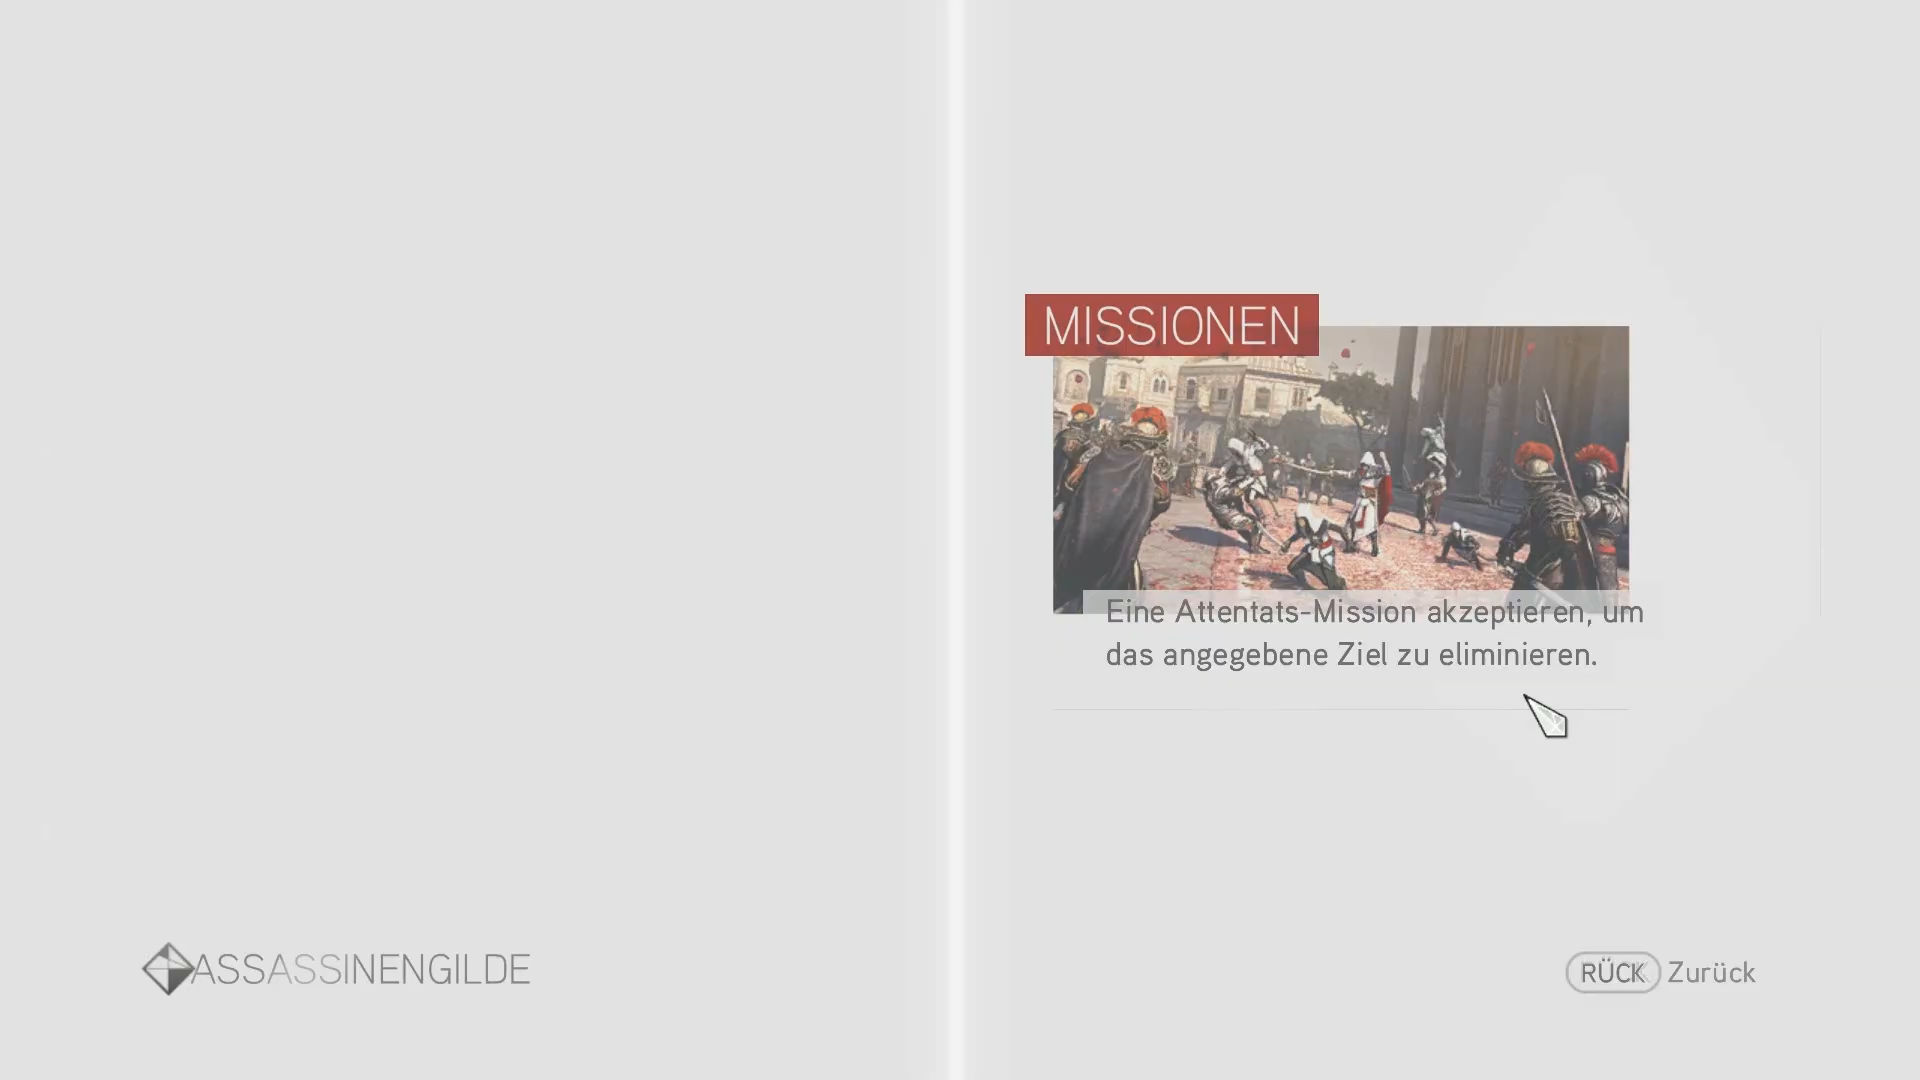 MISSIONEN
Eine Attentats-Mission akzeptieren, um
das angegebene Ziel zu eliminieren.
ASSASSINENGILDE
RÜCK Zurück